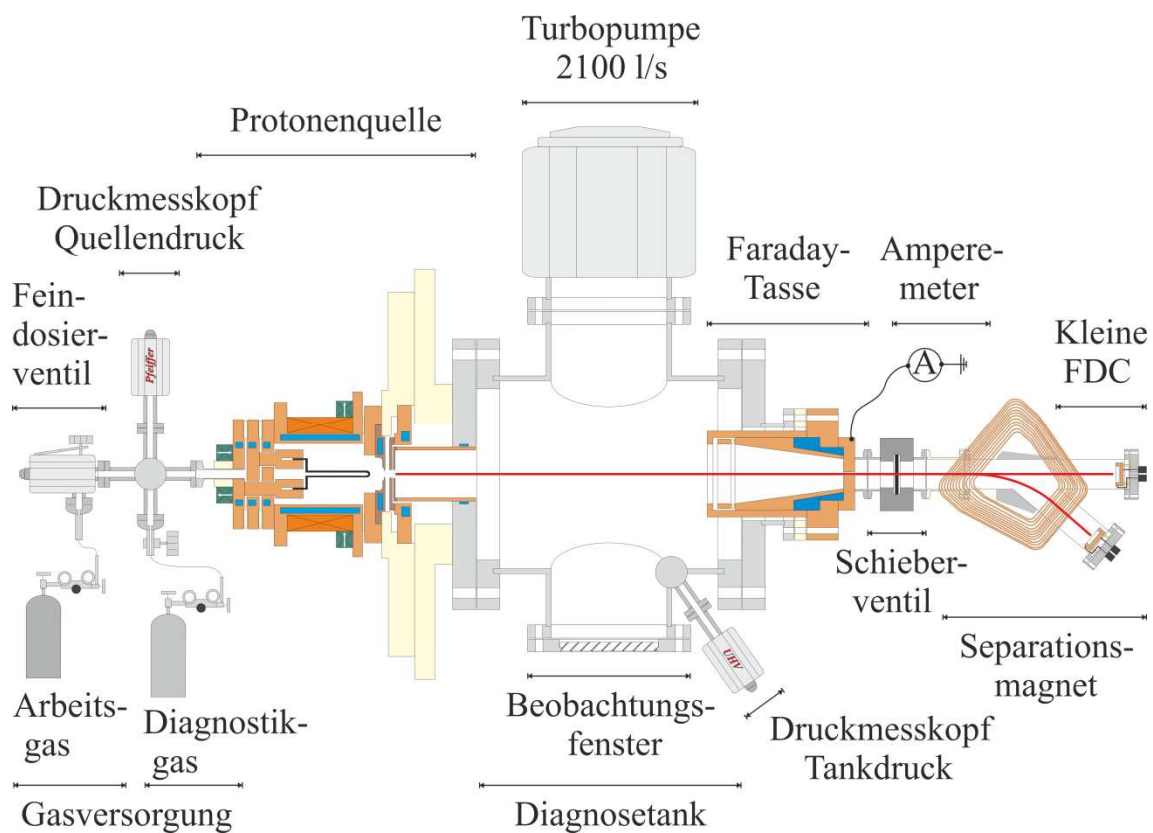 Turbopumpe
2100 l/s
Protonenquelle
Druckmesskopf
Quellendruck
Faraday-
Tasse
Ampere-
meter
Fein-
dosier-
ventil
Kleine
FDC
Pfeiffer
A
Schieber-
ventil
Separations-
magnet
UHV
Arbeits-
gas
Diagnostik-
gas
Beobachtungs-
fenster
Druckmesskopf
Tankdruck
Gasversorgung
Diagnosetank